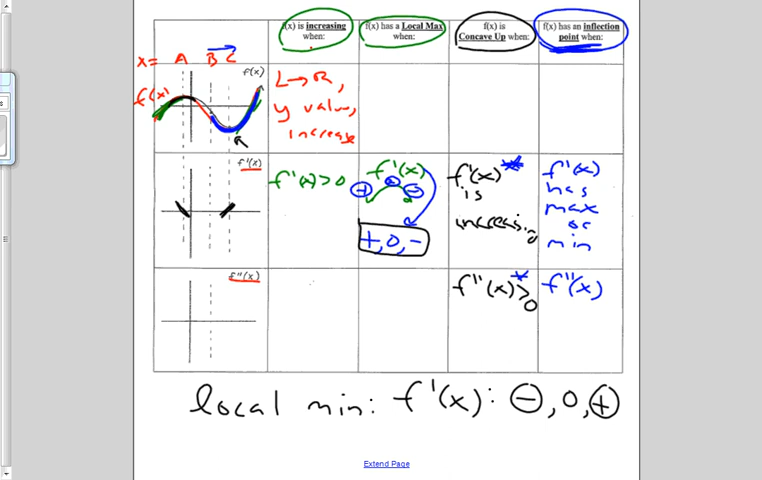 f(x) is increasing
when:
f(x) has a Local Max
when:
f(x) is
Concave Up when:
f(x) has an inflection
point when:
x= A B C
f(x)
f(x)
L→R,
y values
increase
f'(x)
f'(x)>0
f'(x)
+ 0 -
+,0,-
f'(x)*
is
increasing
f'(x)
has
max
or
min
f''(x)
f''(x)>0
*
f''(x)
local min: f'(x): -,0,+
Extend Page